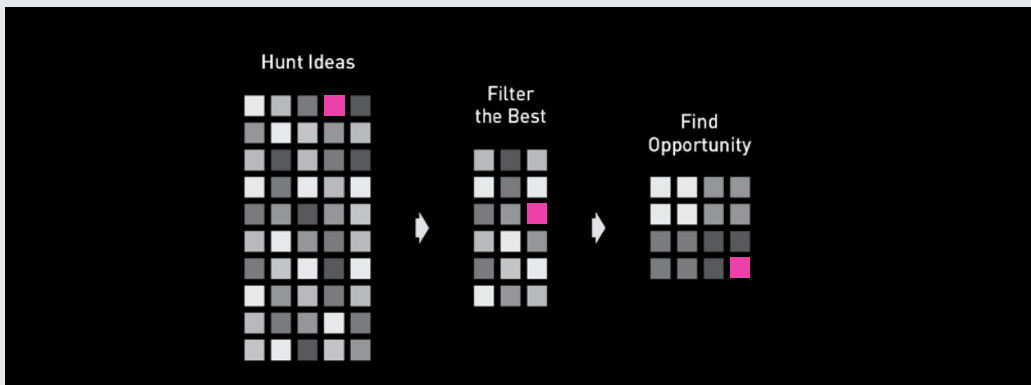 Hunt Ideas
Filter
the Best
Find
Opportunity